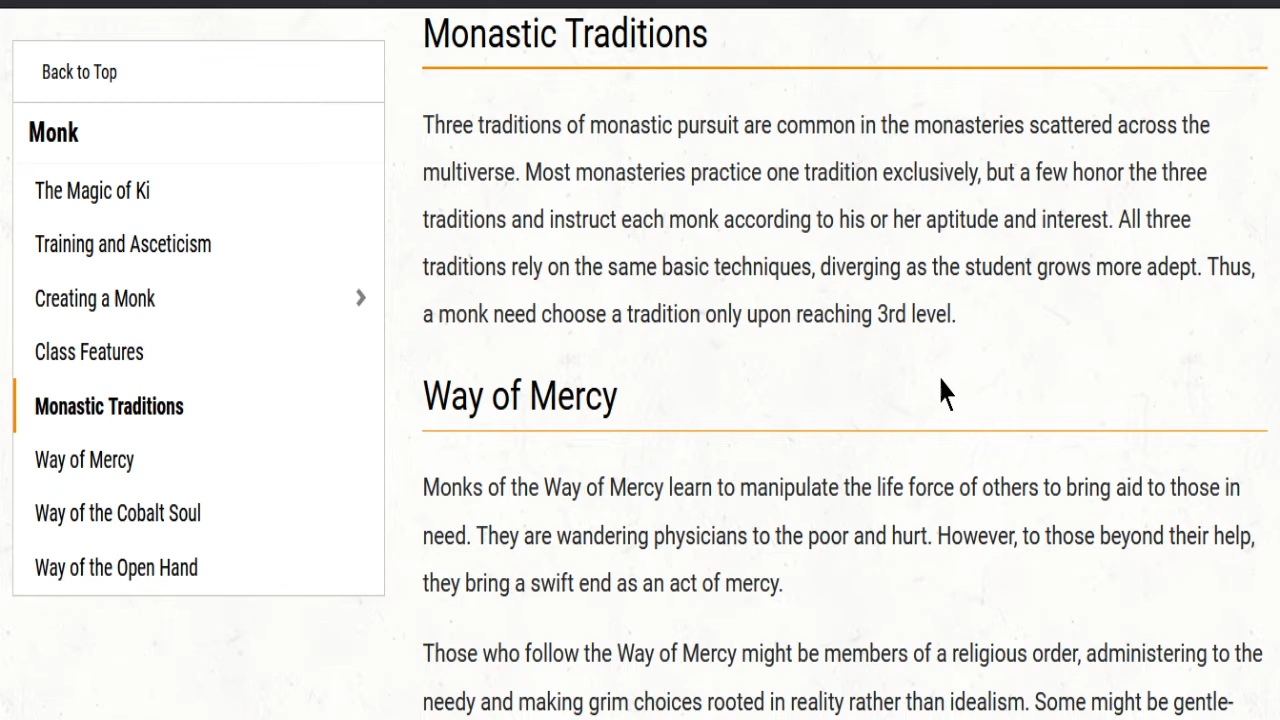 Back to Top
Monk
The Magic of Ki
Training and Asceticism
Creating a Monk
Class Features
Monastic Traditions
Way of Mercy
Way of the Cobalt Soul
Way of the Open Hand
Monastic Traditions
Three traditions of monastic pursuit are common in the monasteries scattered across the
multiverse. Most monasteries practice one tradition exclusively, but a few honor the three
traditions and instruct each monk according to his or her aptitude and interest. All three
traditions rely on the same basic techniques, diverging as the student grows more adept. Thus,
a monk need choose a tradition only upon reaching 3rd level.
Way of Mercy
Monks of the Way of Mercy learn to manipulate the life force of others to bring aid to those in
need. They are wandering physicians to the poor and hurt. However, to those beyond their help,
they bring a swift end as an act of mercy.
Those who follow the Way of Mercy might be members of a religious order, administering to the
needy and making grim choices rooted in reality rather than idealism. Some might be gentle-